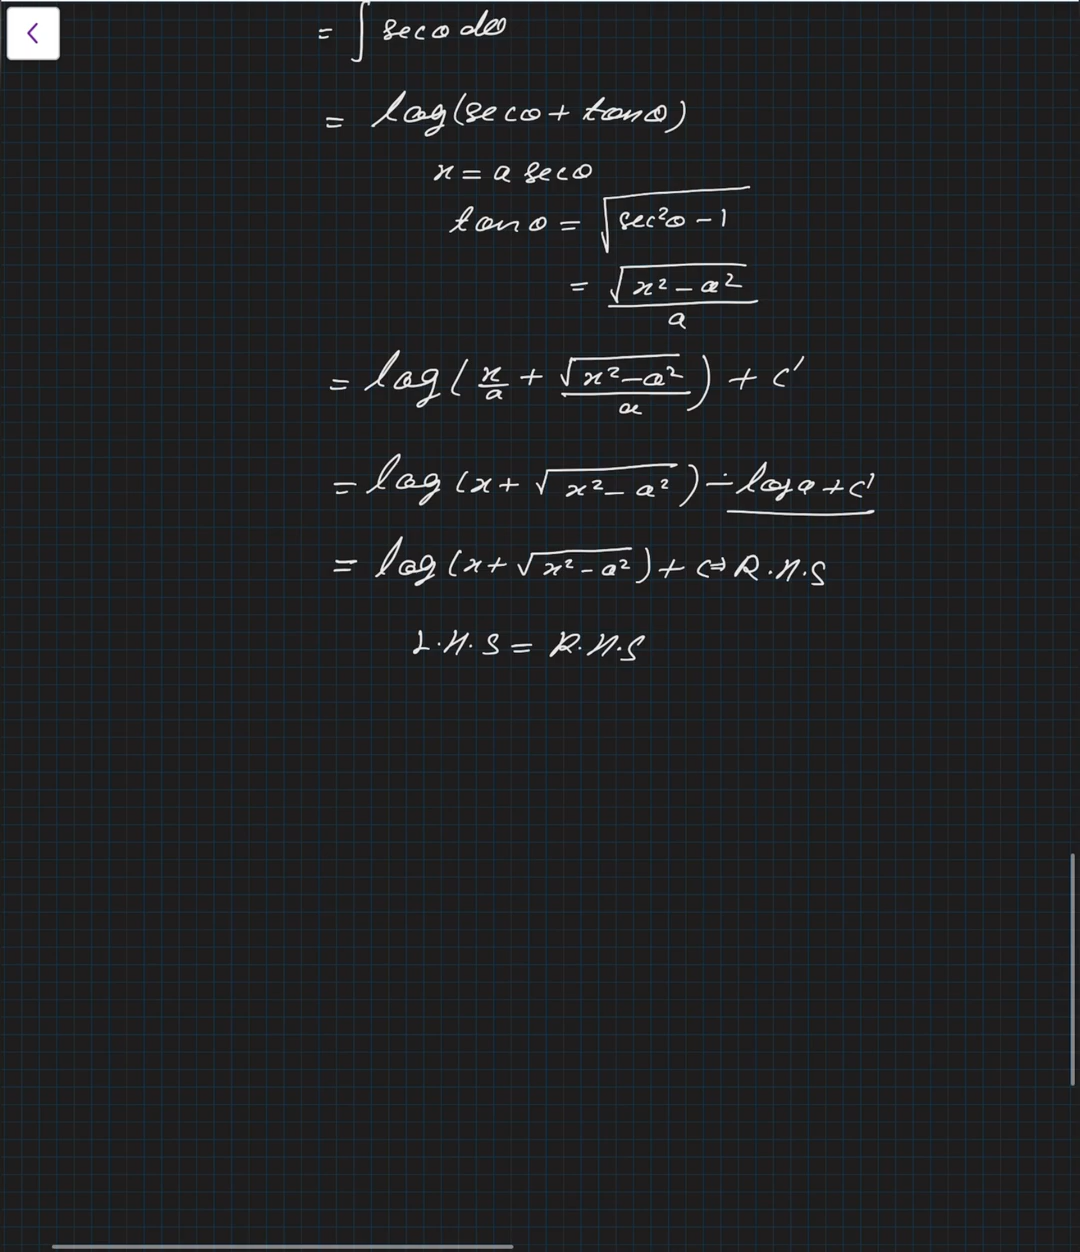 = ∫ secθ dθ
= log(secθ + tanθ)
x = a secθ
tanθ = √(sec²θ - 1)
= √(x² - a²) / a
= log(x/a + √(x² - a²)/a) + c'
= log(x + √(x² - a²)) - log a + c'
= log(x + √(x² - a²)) + c ⇒ R.H.S
L.H.S = R.H.S